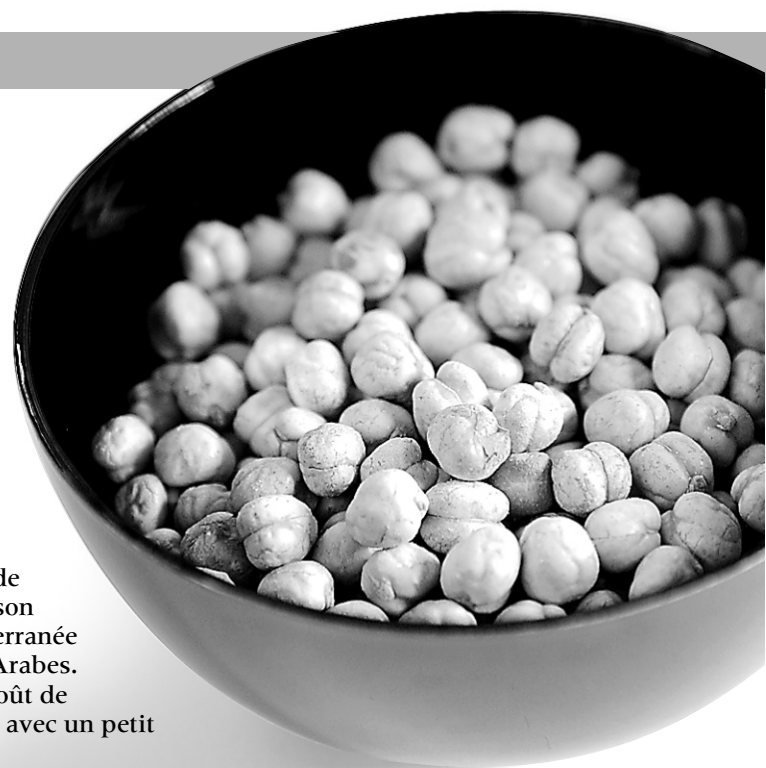 de
son
erranée
Arabes.
oût de
avec un petit